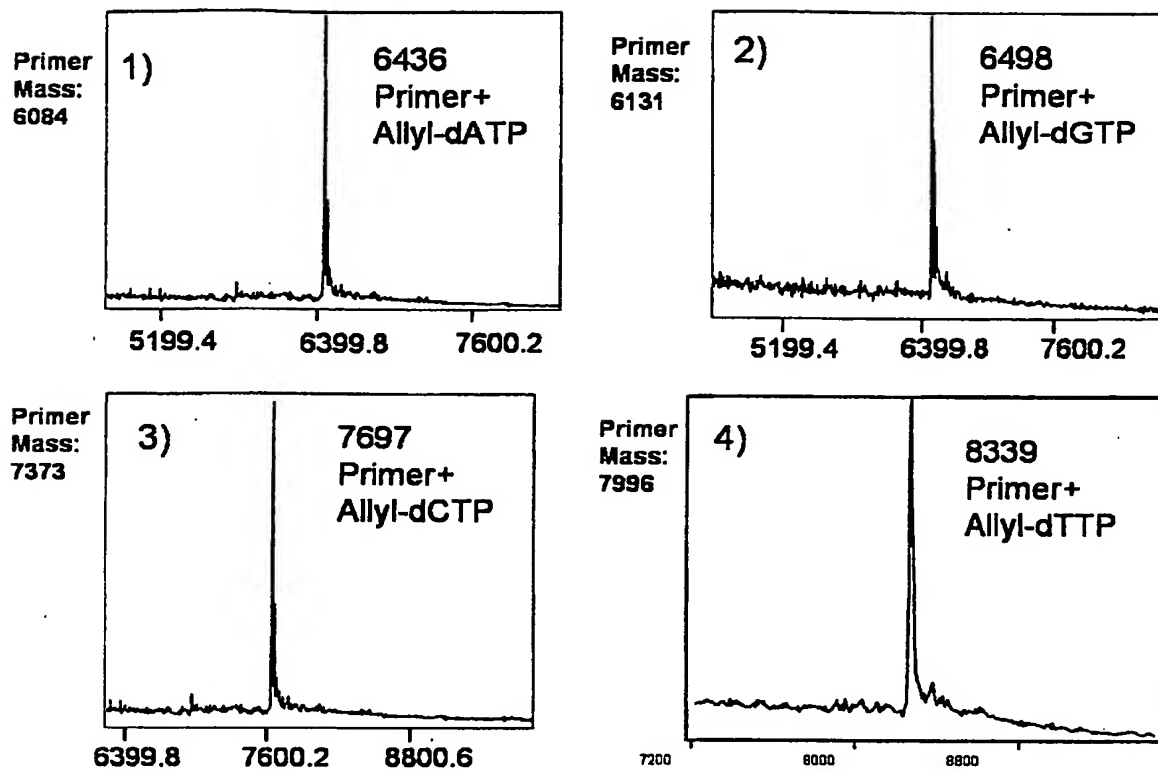 Primer
Mass:
6084
1)
6436
Primer+
Allyl-dATP
5199.4 6399.8 7600.2
Primer
Mass:
6131
2)
6498
Primer+
Allyl-dGTP
5199.4 6399.8 7600.2
Primer
Mass:
7373
3)
7697
Primer+
Allyl-dCTP
6399.8 7600.2 8800.6
Primer
Mass:
7996
4)
8339
Primer+
Allyl-dTTP
7200 8000 8800